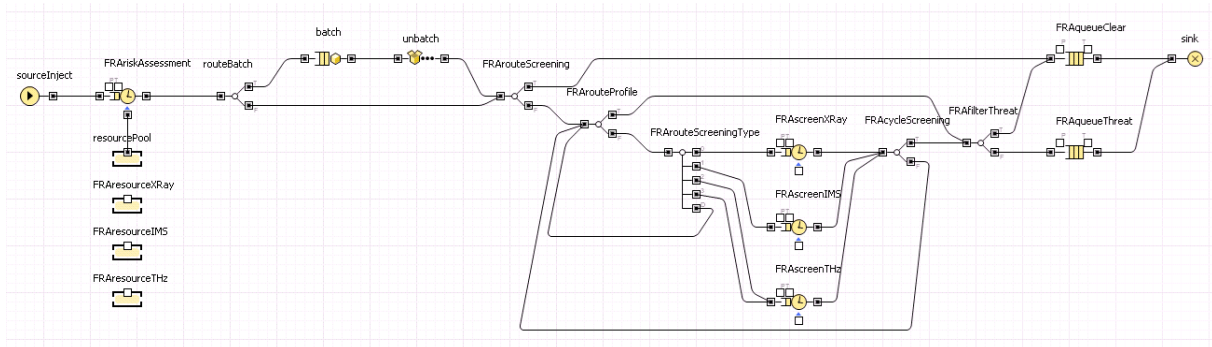 FRAqueueClear
sink
batch
unbatch
FRAriskAssessment
routeBatch
FRArouteScreening
sourceInject
FRArouteProfile
FRAscreenXRay
FRAcycleScreening
FRAfilterThreat
FRAqueueThreat
FRArouteScreeningType
resourcePool
FRAresourceXRay
FRAscreenIMS
FRAresourceIMS
FRAscreenTHz
FRAresourceTHz